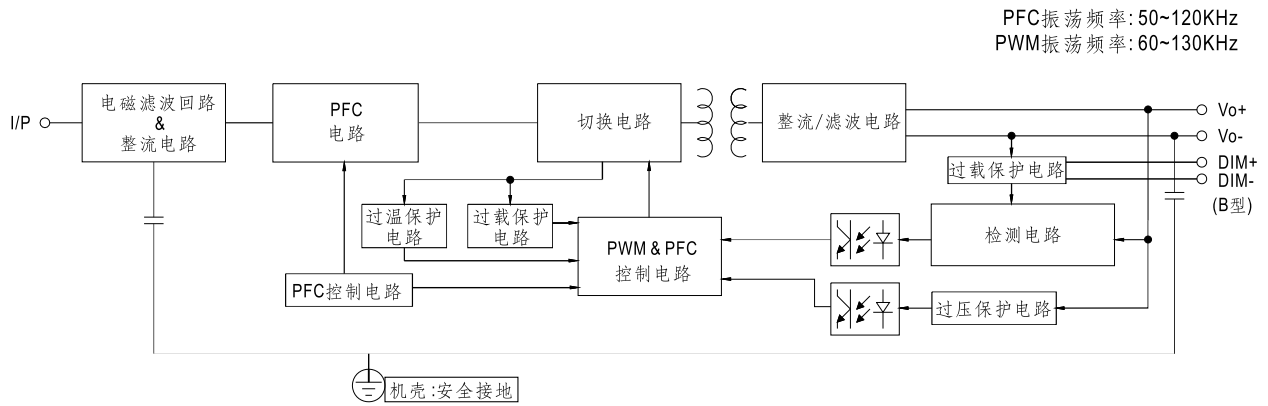 PFC振荡频率: 50~120KHz
PWM振荡频率: 60~130KHz
I/P
电磁滤波回路
&
整流电路
PFC
电路
切换电路
整流/滤波电路
Vo+
Vo-
DIM+
DIM-
(B型)
过载保护电路
过温保护
电路
过载保护
电路
PWM & PFC
控制电路
检测电路
PFC控制电路
过压保护电路
机壳:安全接地